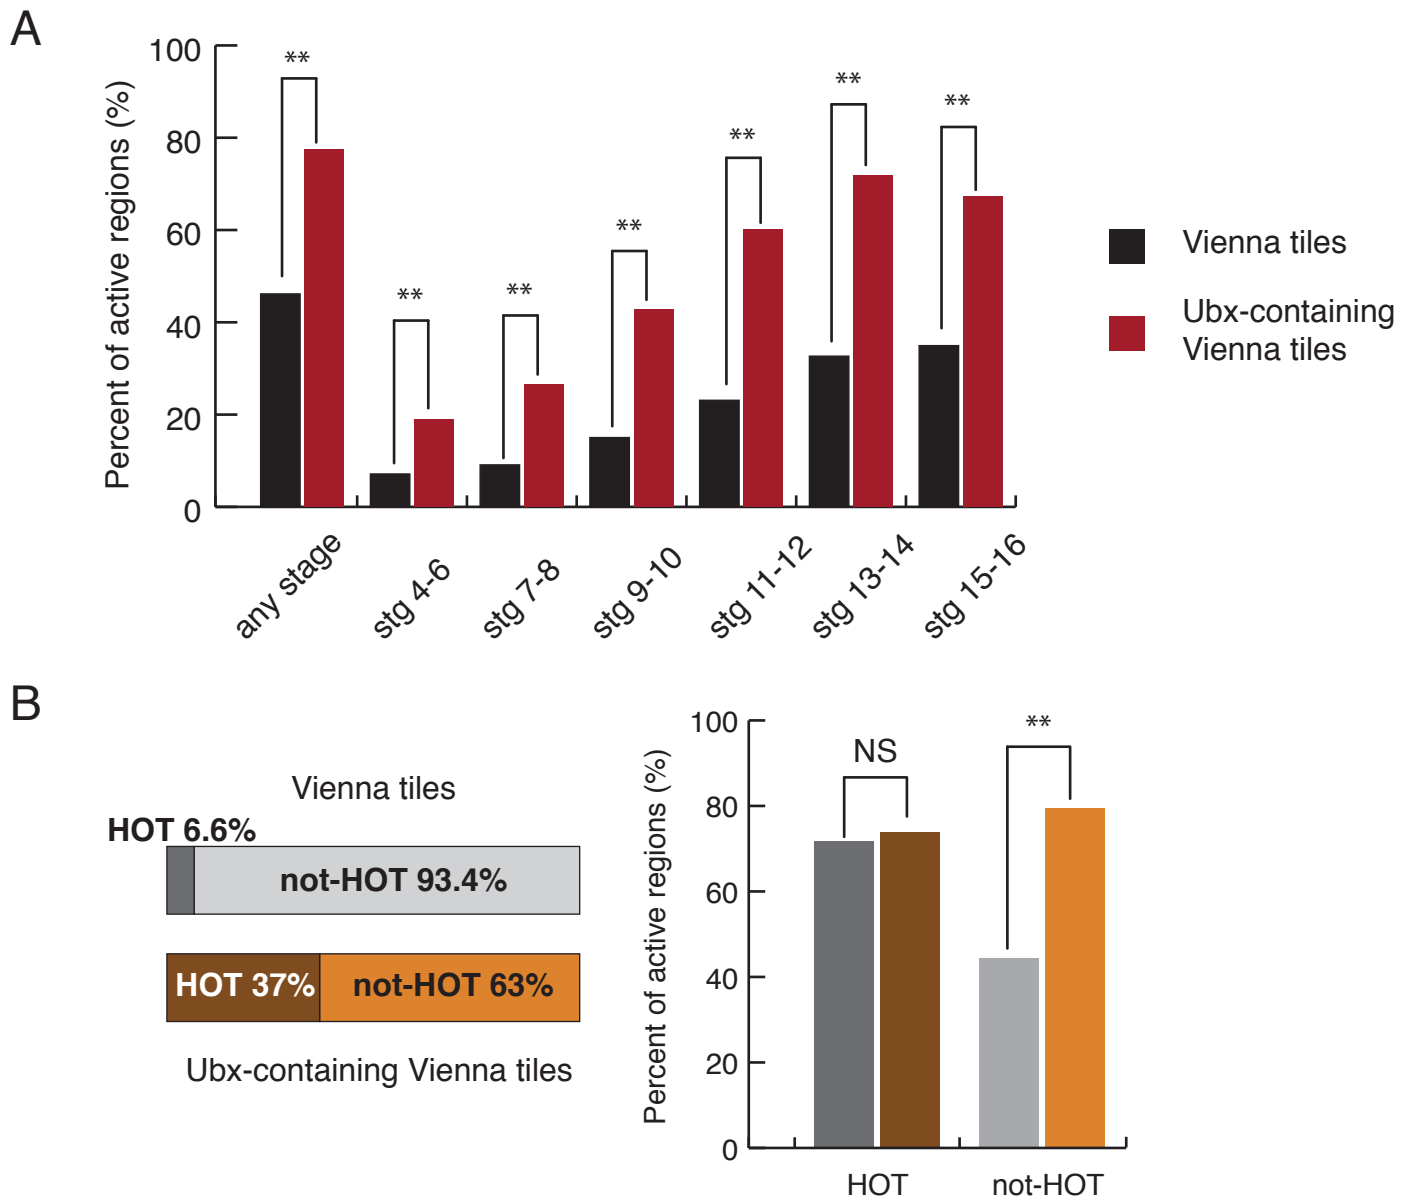 A
Percent of active regions (%)
100
80
60
40
20
0
**
**
**
**
**
**
**
any stage
stg 4-6
stg 7-8
stg 9-10
stg 11-12
stg 13-14
stg 15-16
Vienna tiles
Ubx-containing
Vienna tiles
B
Vienna tiles
HOT 6.6%
not-HOT 93.4%
HOT 37%
not-HOT 63%
Ubx-containing Vienna tiles
Percent of active regions (%)
100
80
60
40
20
0
NS
**
HOT
not-HOT